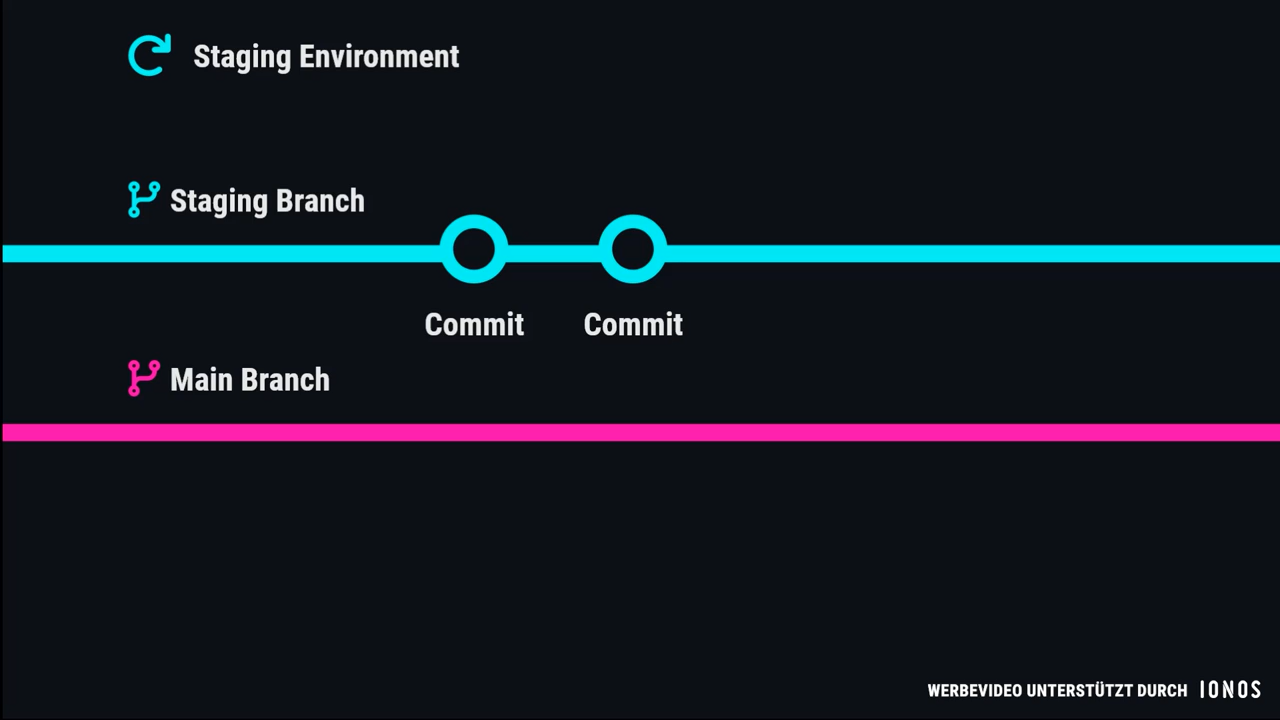 Staging Environment
Staging Branch
Commit Commit
Main Branch
WERBEVIDEO UNTERSTÜTZT DURCH IONOS